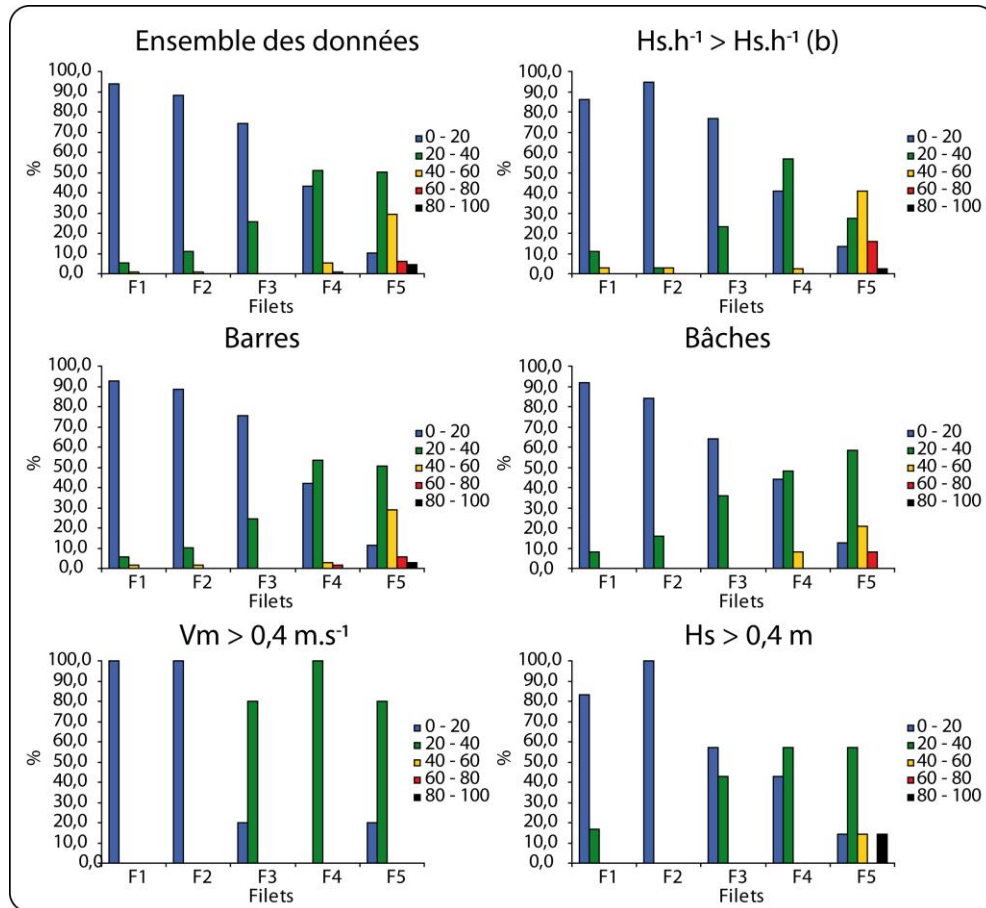 Ensemble des données
100,0
90,0
80,0
70,0
60,0
50,0
40,0
30,0
20,0
10,0
0,0
%
F1 F2 F3 F4 F5
Filets
0 - 20
20 - 40
40 - 60
60 - 80
80 - 100
Hs.h⁻¹ > Hs.h⁻¹ (b)
100,0
90,0
80,0
70,0
60,0
50,0
40,0
30,0
20,0
10,0
0,0
%
F1 F2 F3 F4 F5
Filets
0 - 20
20 - 40
40 - 60
60 - 80
80 - 100
Barres
100,0
90,0
80,0
70,0
60,0
50,0
40,0
30,0
20,0
10,0
0,0
%
F1 F2 F3 F4 F5
Filets
0 - 20
20 - 40
40 - 60
60 - 80
80 - 100
Bâches
100,0
90,0
80,0
70,0
60,0
50,0
40,0
30,0
20,0
10,0
0,0
%
F1 F2 F3 F4 F5
Filets
0 - 20
20 - 40
40 - 60
60 - 80
80 - 100
Vm > 0,4 m.s⁻¹
100,0
90,0
80,0
70,0
60,0
50,0
40,0
30,0
20,0
10,0
0,0
%
F1 F2 F3 F4 F5
Filets
0 - 20
20 - 40
40 - 60
60 - 80
80 - 100
Hs > 0,4 m
100,0
90,0
80,0
70,0
60,0
50,0
40,0
30,0
20,0
10,0
0,0
%
F1 F2 F3 F4 F5
Filets
0 - 20
20 - 40
40 - 60
60 - 80
80 - 100